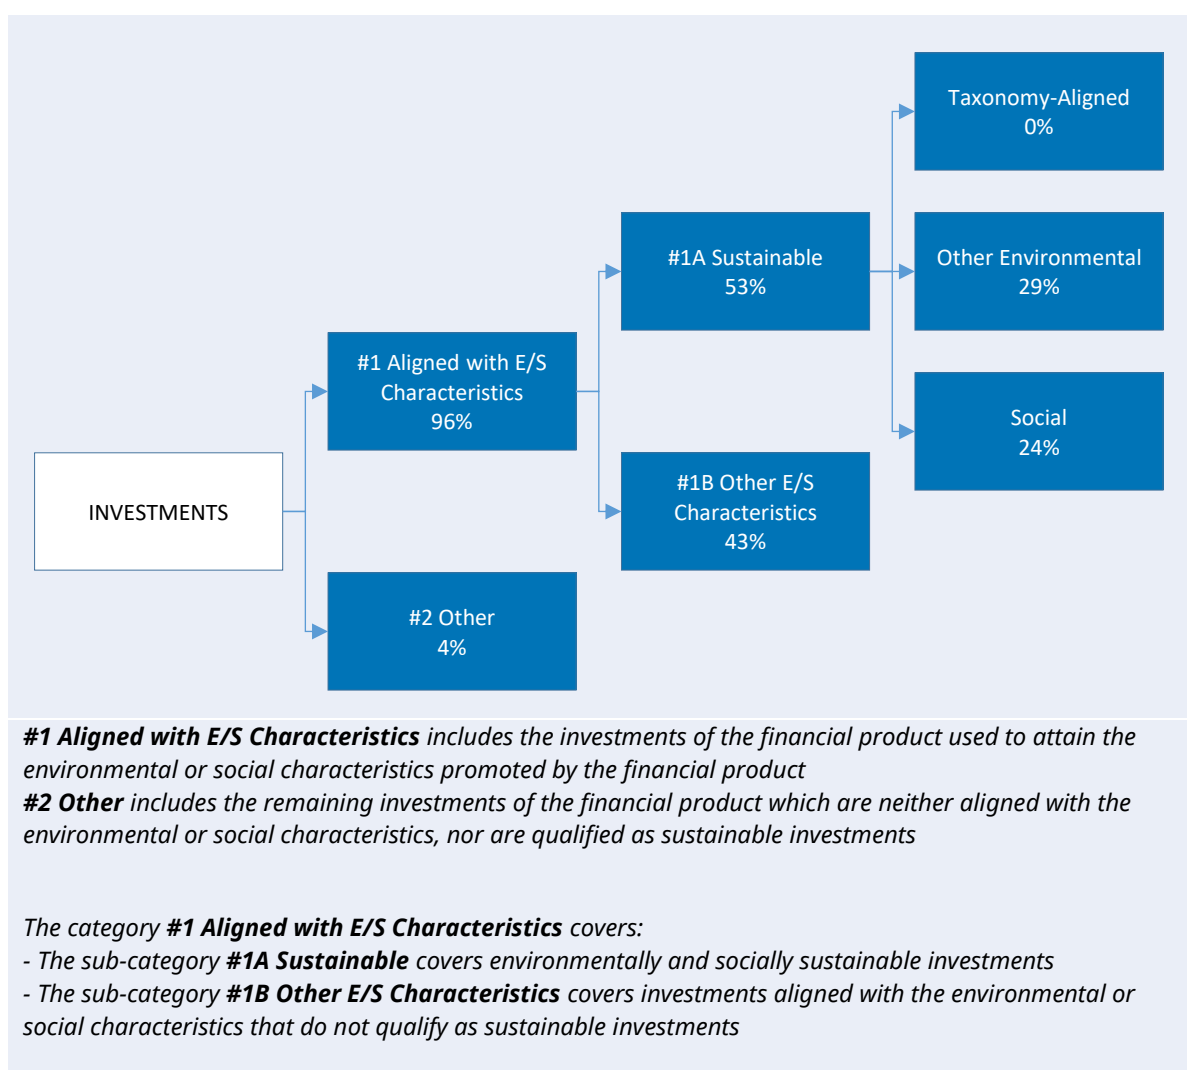 Taxonomy-Aligned
0%
#1A Sustainable
53%
Other Environmental
29%
#1 Aligned with E/S
Characteristics
96%
Social
24%
#1B Other E/S
Characteristics
43%
INVESTMENTS
#2 Other
4%
#1 Aligned with E/S Characteristics includes the investments of the financial product used to attain the
environmental or social characteristics promoted by the financial product
#2 Other includes the remaining investments of the financial product which are neither aligned with the
environmental or social characteristics, nor are qualified as sustainable investments
The category #1 Aligned with E/S Characteristics covers:
- The sub-category #1A Sustainable covers environmentally and socially sustainable investments
- The sub-category #1B Other E/S Characteristics covers investments aligned with the environmental or
social characteristics that do not qualify as sustainable investments